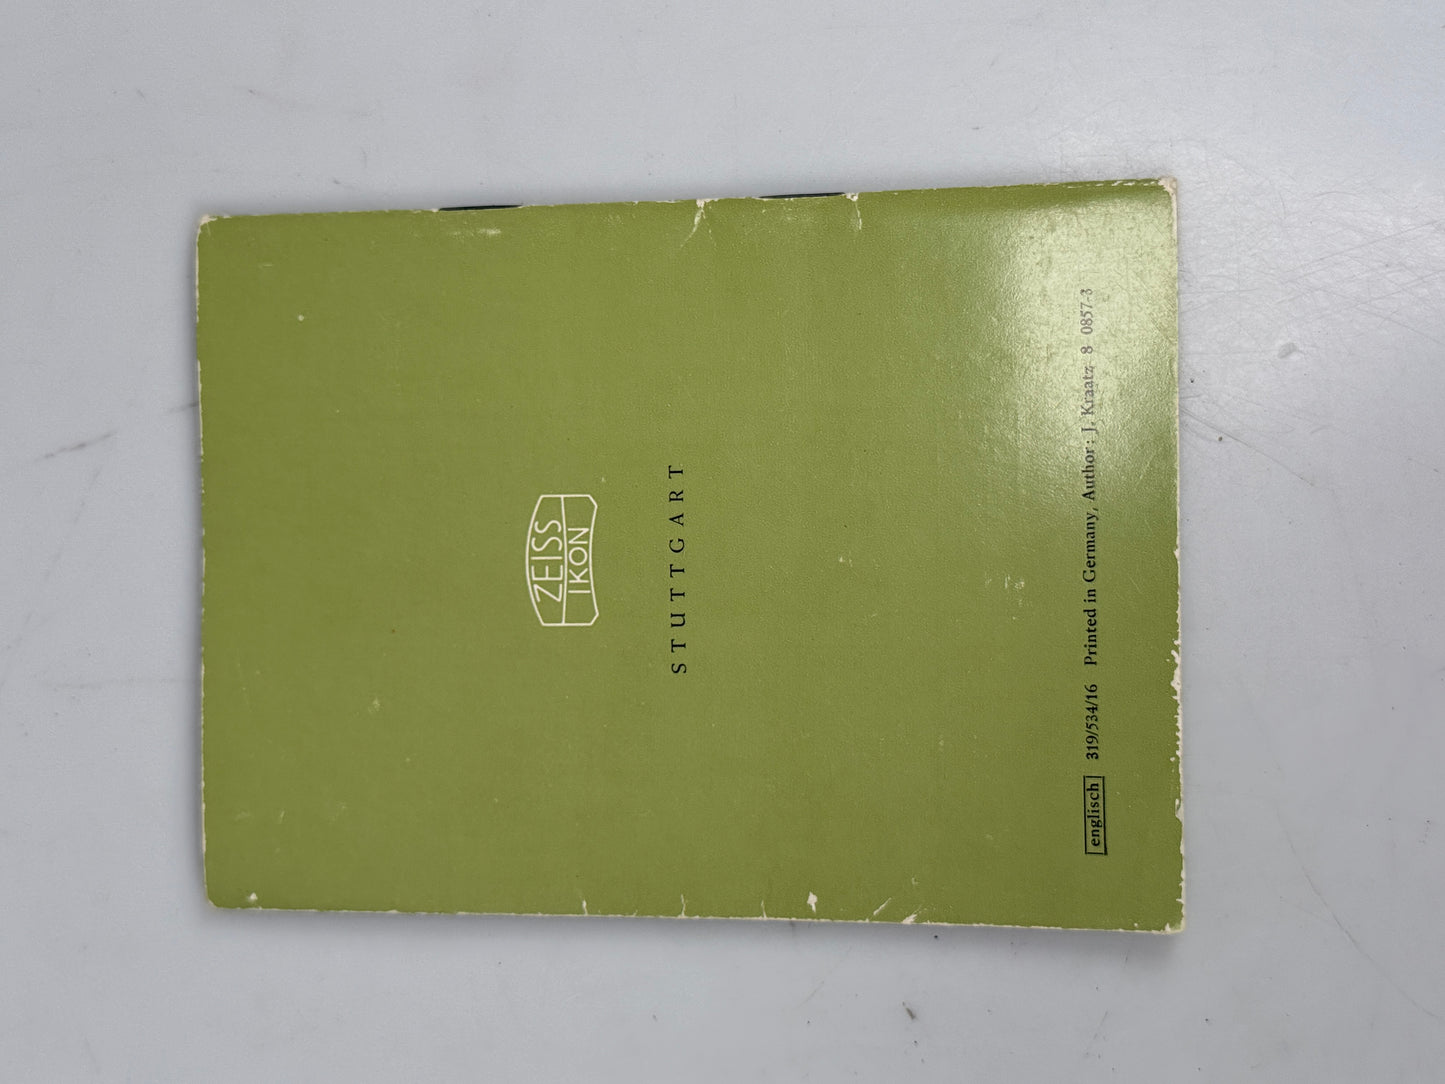 ZEISS
IKON
STUTTGART
englisch 319/534/16 Printed in Germany, Author: J. Kraatz 8 0857-3